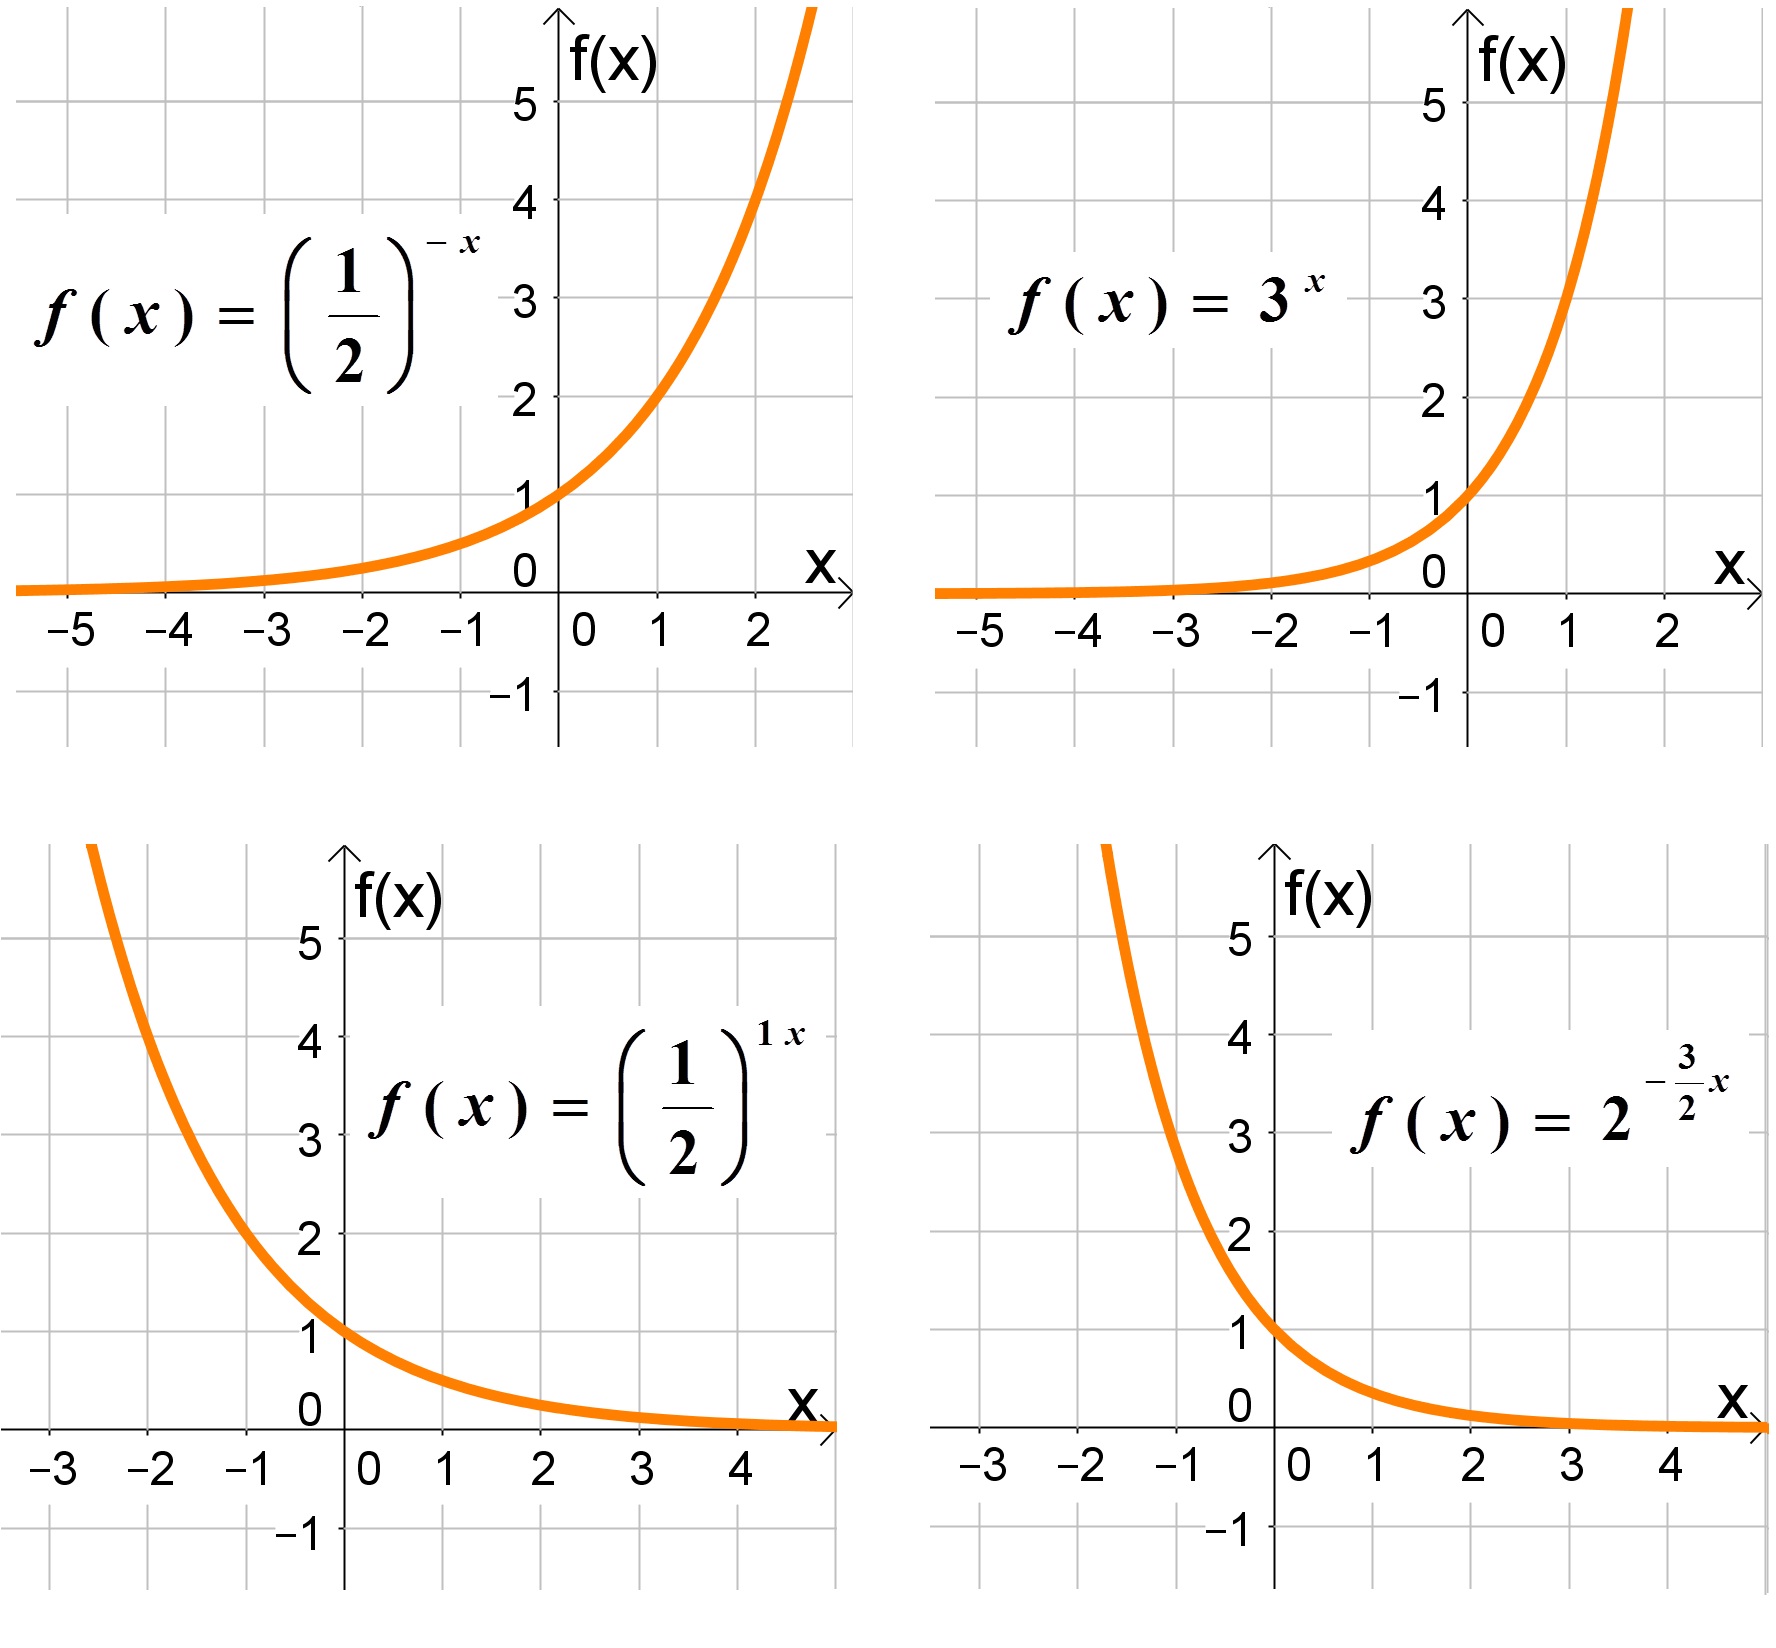 f(x)
5
4
f(x) = (1/2)^(− x)
3
2
1
0
x
−5 −4 −3 −2 −1 0 1 2
−1
f(x)
5
4
f(x) = 3^x
3
2
1
0
x
−5 −4 −3 −2 −1 0 1 2
−1
f(x)
5
4
f(x) = (1/2)^(1 x)
3
2
1
0
x
−3 −2 −1 0 1 2 3 4
−1
f(x)
5
4
f(x) = 2^(−3/2 x)
3
2
1
0
x
−3 −2 −1 0 1 2 3 4
−1